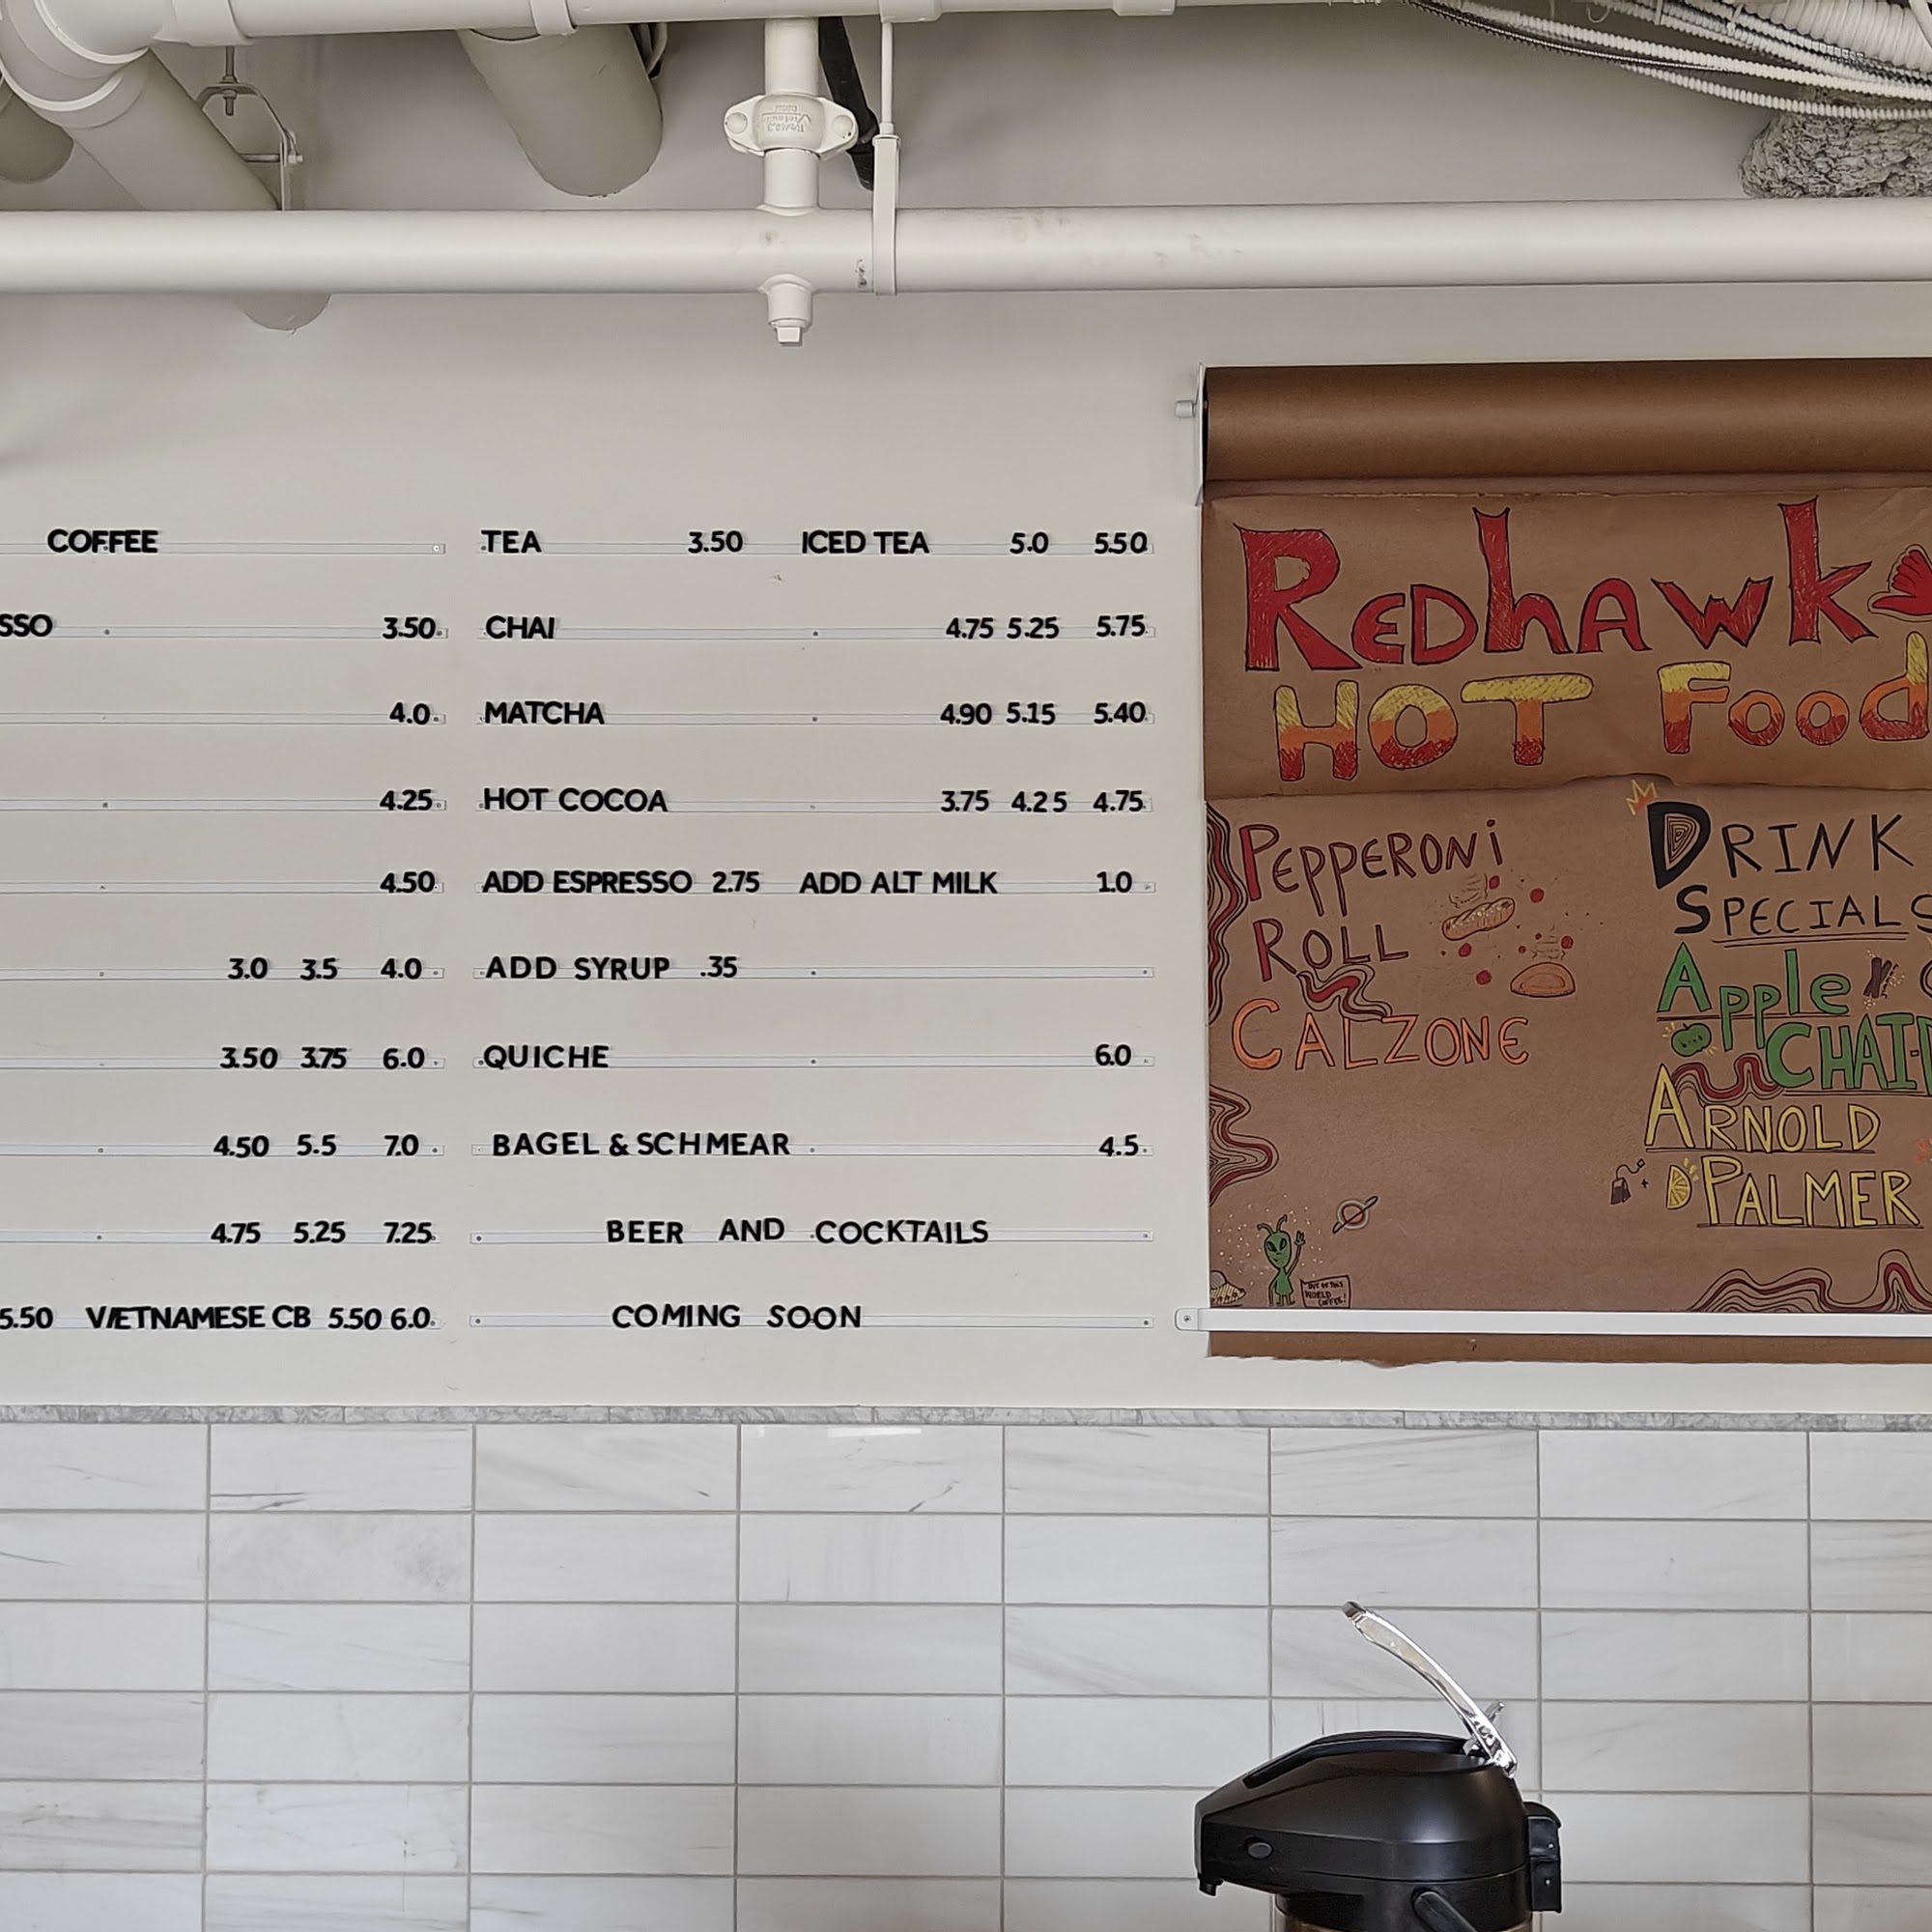 COFFEE
SSO 3.50
4.0
4.25
4.50
3.0 3.5 4.0
3.50 3.75 6.0
4.50 5.5 7.0
4.75 5.25 7.25
5.50 VIETNAMESE CB 5.50 6.0
TEA 3.50 ICED TEA 5.0 5.50
CHAI 4.75 5.25 5.75
MATCHA 4.90 5.15 5.40
HOT COCOA 3.75 4.25 4.75
ADD ESPRESSO 2.75 ADD ALT MILK 1.0
ADD SYRUP .35
QUICHE 6.0
BAGEL & SCHMEAR 4.5
BEER AND COCKTAILS
COMING SOON
REDhAwk
HOT Food
PEPPERONi
ROLL
CALZONE
DRINK
SPECIALS
Apple
CHAI
ARNOLD
PALMER
OUT OF THIS
WORLD
COFFEE!